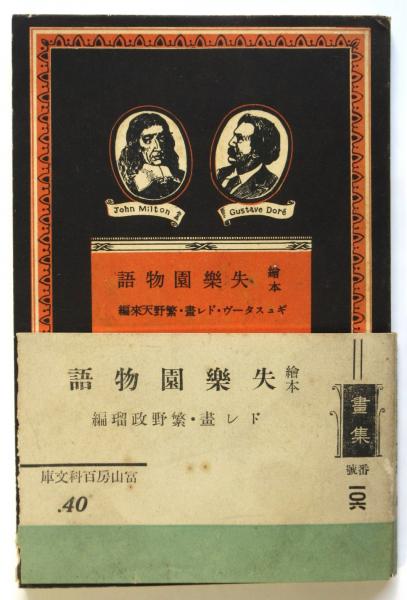 John Milton
Gustave Doré
繪本
失樂園物語
ギュスターヴ・ドレ畫・繁野天來編
繪本
失樂園物語
ドレ畫・繁野政瑠編
畫集
番號
一〇六
冨山房百科文庫
.40